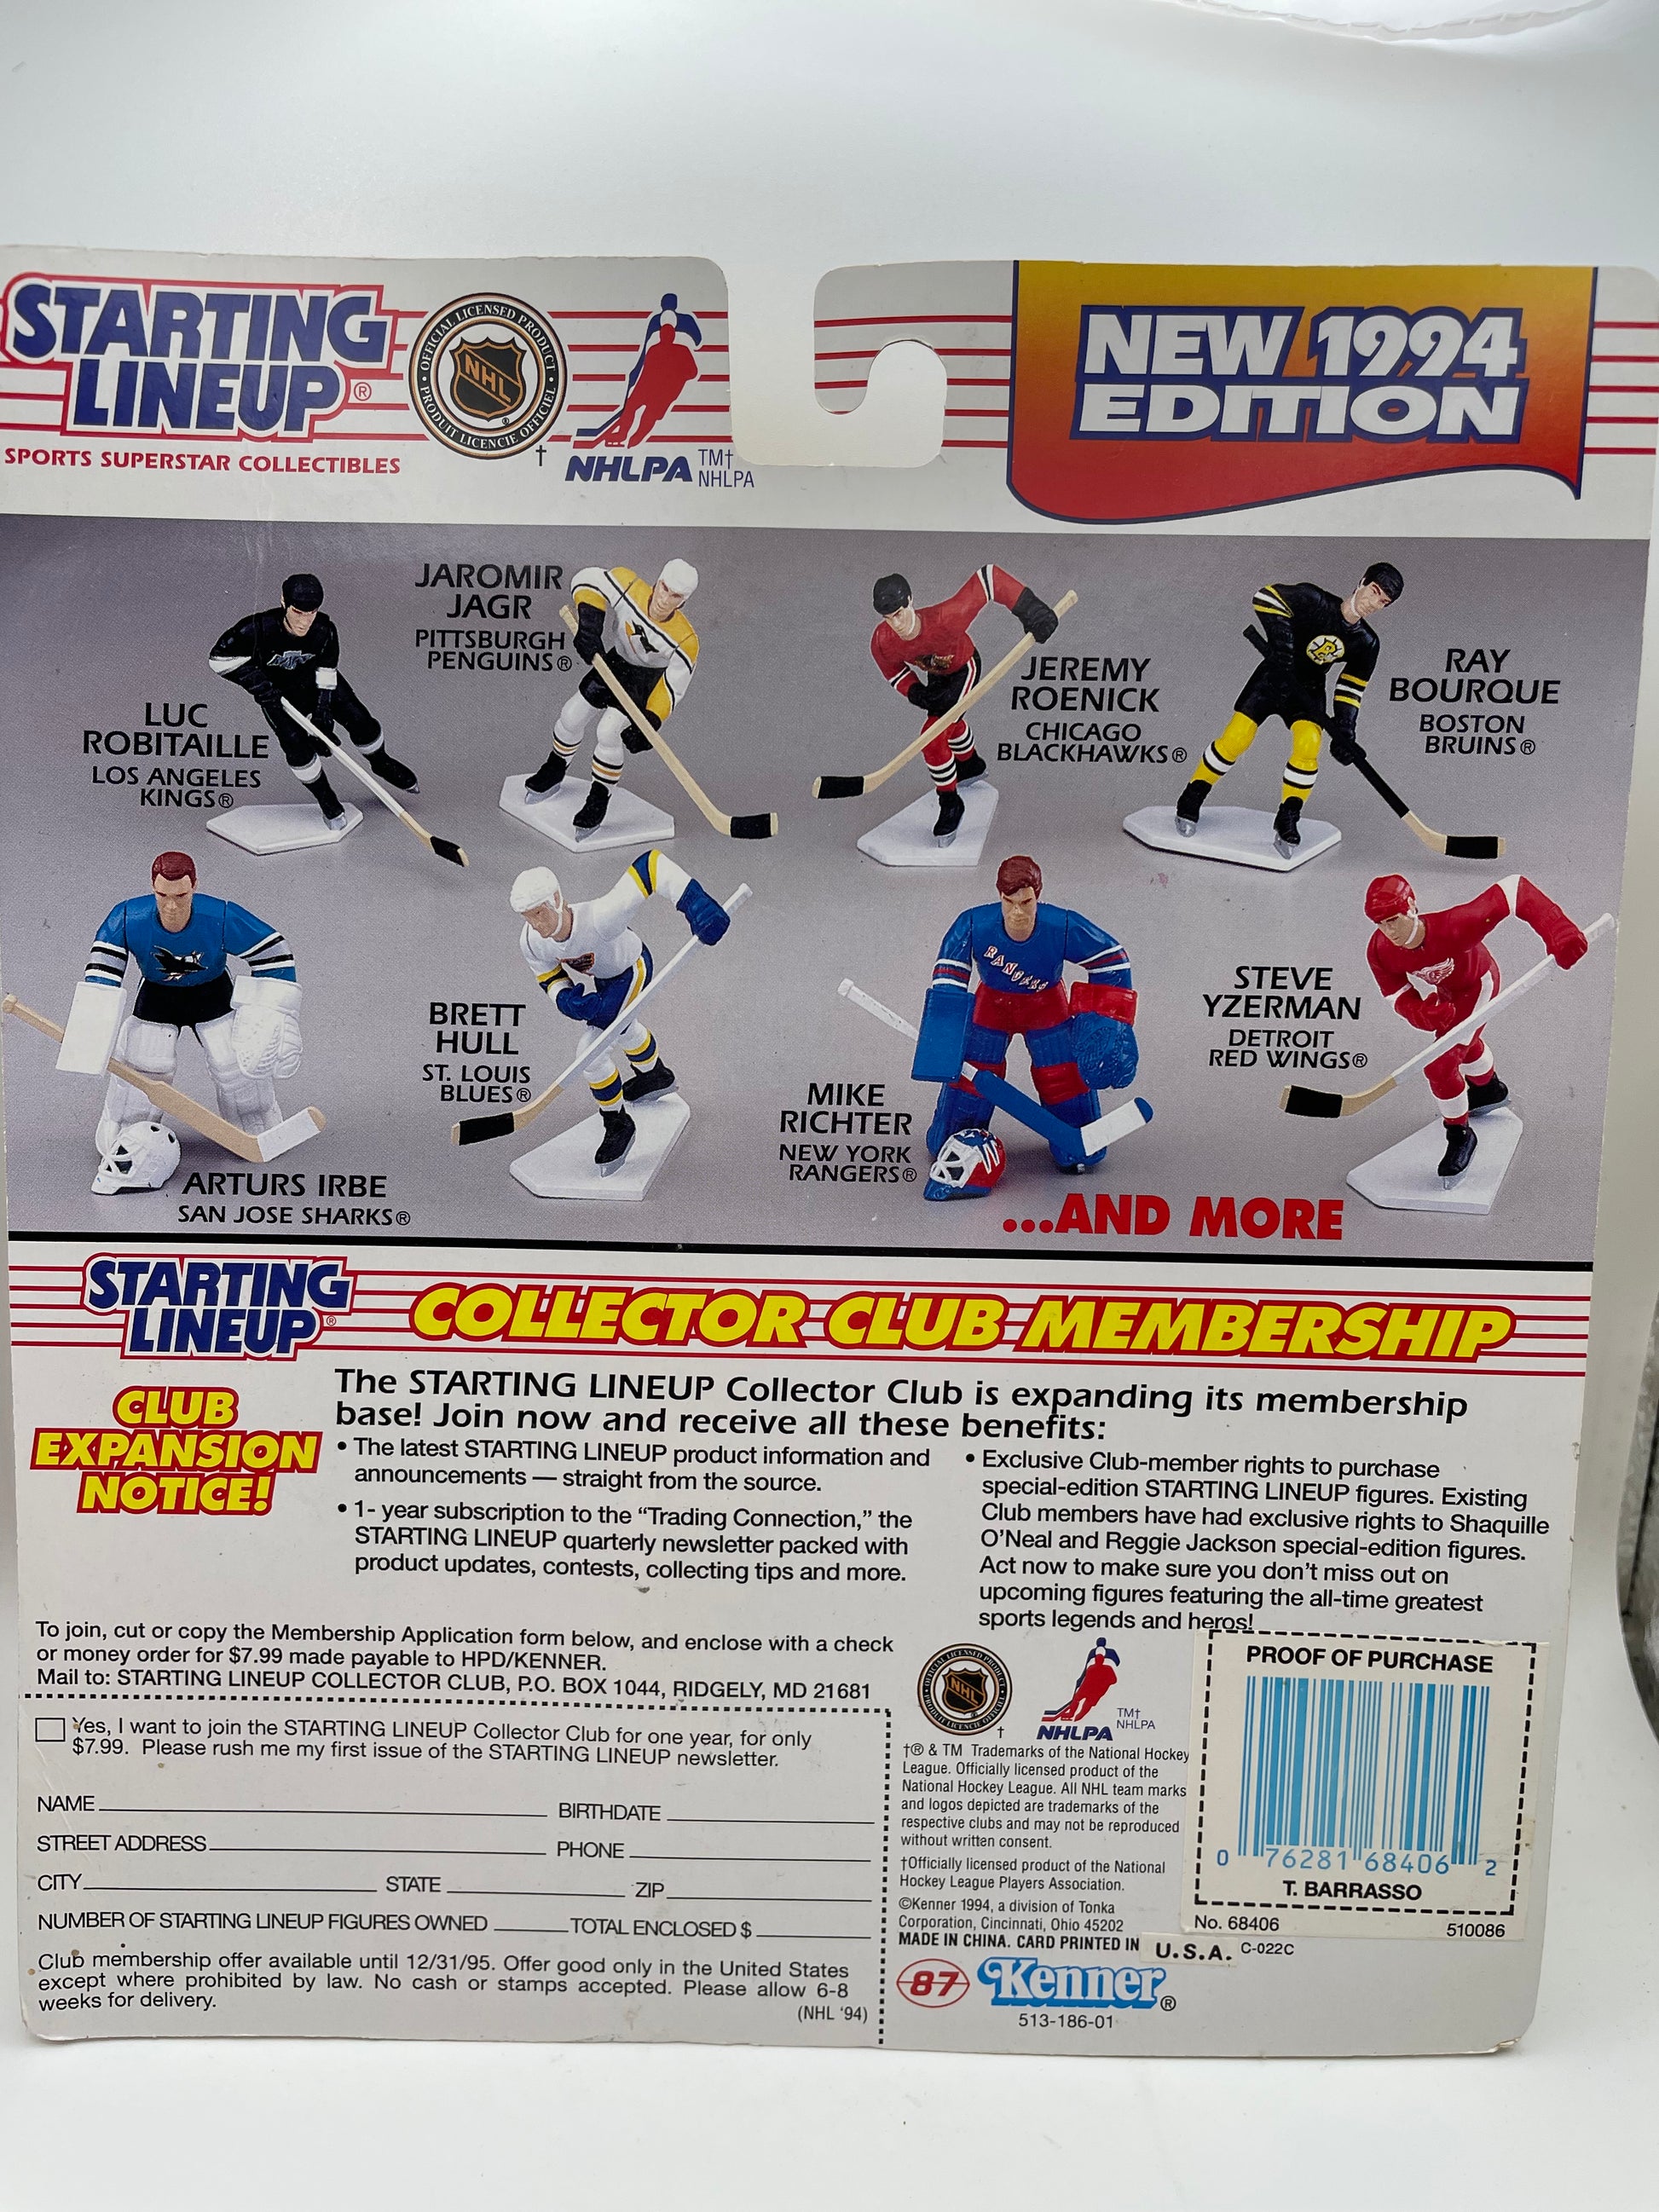 STARTING
LINEUP®
SPORTS SUPERSTAR COLLECTIBLES
OFFICIAL LICENSED PRODUCT
NHL
®
PRODUIT LICENCIE OFFICIEL
†
NHLPA TM†
NHLPA
NEW 1994
EDITION
LUC
ROBITAILLE
LOS ANGELES
KINGS®
JAROMIR
JAGR
PITTSBURGH
PENGUINS®
JEREMY
ROENICK
CHICAGO
BLACKHAWKS®
RAY
BOURQUE
BOSTON
BRUINS®
ARTURS IRBE
SAN JOSE SHARKS®
BRETT
HULL
ST. LOUIS
BLUES®
RANGERS
MIKE
RICHTER
NEW YORK
RANGERS®
STEVE
YZERMAN
DETROIT
RED WINGS®
...AND MORE
STARTING
LINEUP®
COLLECTOR CLUB MEMBERSHIP
CLUB
EXPANSION
NOTICE!
The STARTING LINEUP Collector Club is expanding its membership
base! Join now and receive all these benefits:
• The latest STARTING LINEUP product information and
announcements — straight from the source.
• 1- year subscription to the “Trading Connection,” the
STARTING LINEUP quarterly newsletter packed with
product updates, contests, collecting tips and more.
• Exclusive Club-member rights to purchase
special-edition STARTING LINEUP figures. Existing
Club members have had exclusive rights to Shaquille
O’Neal and Reggie Jackson special-edition figures.
Act now to make sure you don’t miss out on
upcoming figures featuring the all-time greatest
sports legends and heros!
To join, cut or copy the Membership Application form below, and enclose with a check
or money order for $7.99 made payable to HPD/KENNER.
Mail to: STARTING LINEUP COLLECTOR CLUB, P.O. BOX 1044, RIDGELY, MD 21681
Yes, I want to join the STARTING LINEUP Collector Club for one year, for only
$7.99. Please rush me my first issue of the STARTING LINEUP newsletter.
NAME BIRTHDATE
STREET ADDRESS PHONE
CITY STATE ZIP
NUMBER OF STARTING LINEUP FIGURES OWNED TOTAL ENCLOSED $
Club membership offer available until 12/31/95. Offer good only in the United States
except where prohibited by law. No cash or stamps accepted. Please allow 6-8
weeks for delivery.
(NHL ‘94)
OFFICIAL LICENSED PRODUCT
NHL
PRODUIT LICENCIE OFFICIEL
†
NHLPA TM†
NHLPA
†® & TM Trademarks of the National Hockey
League. Officially licensed product of the
National Hockey League. All NHL team marks
and logos depicted are trademarks of the
respective clubs and may not be reproduced
without written consent.
†Officially licensed product of the National
Hockey League Players Association.
©Kenner 1994, a division of Tonka
Corporation, Cincinnati, Ohio 45202
MADE IN CHINA. CARD PRINTED IN U.S.A. C-022C
87 Kenner®
513-186-01
PROOF OF PURCHASE
0 76281 68406 2
T. BARRASSO
No. 68406 510086